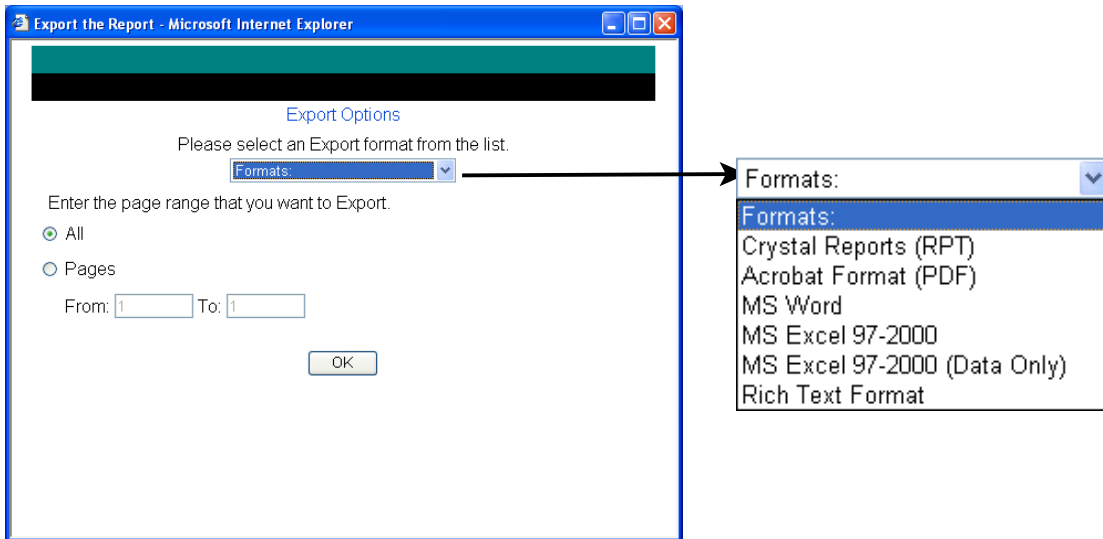 Export the Report - Microsoft Internet Explorer
Export Options
Please select an Export format from the list.
Formats:
Enter the page range that you want to Export.
All
Pages
From: 1 To: 1
OK
Formats:
Formats:
Crystal Reports (RPT)
Acrobat Format (PDF)
MS Word
MS Excel 97-2000
MS Excel 97-2000 (Data Only)
Rich Text Format